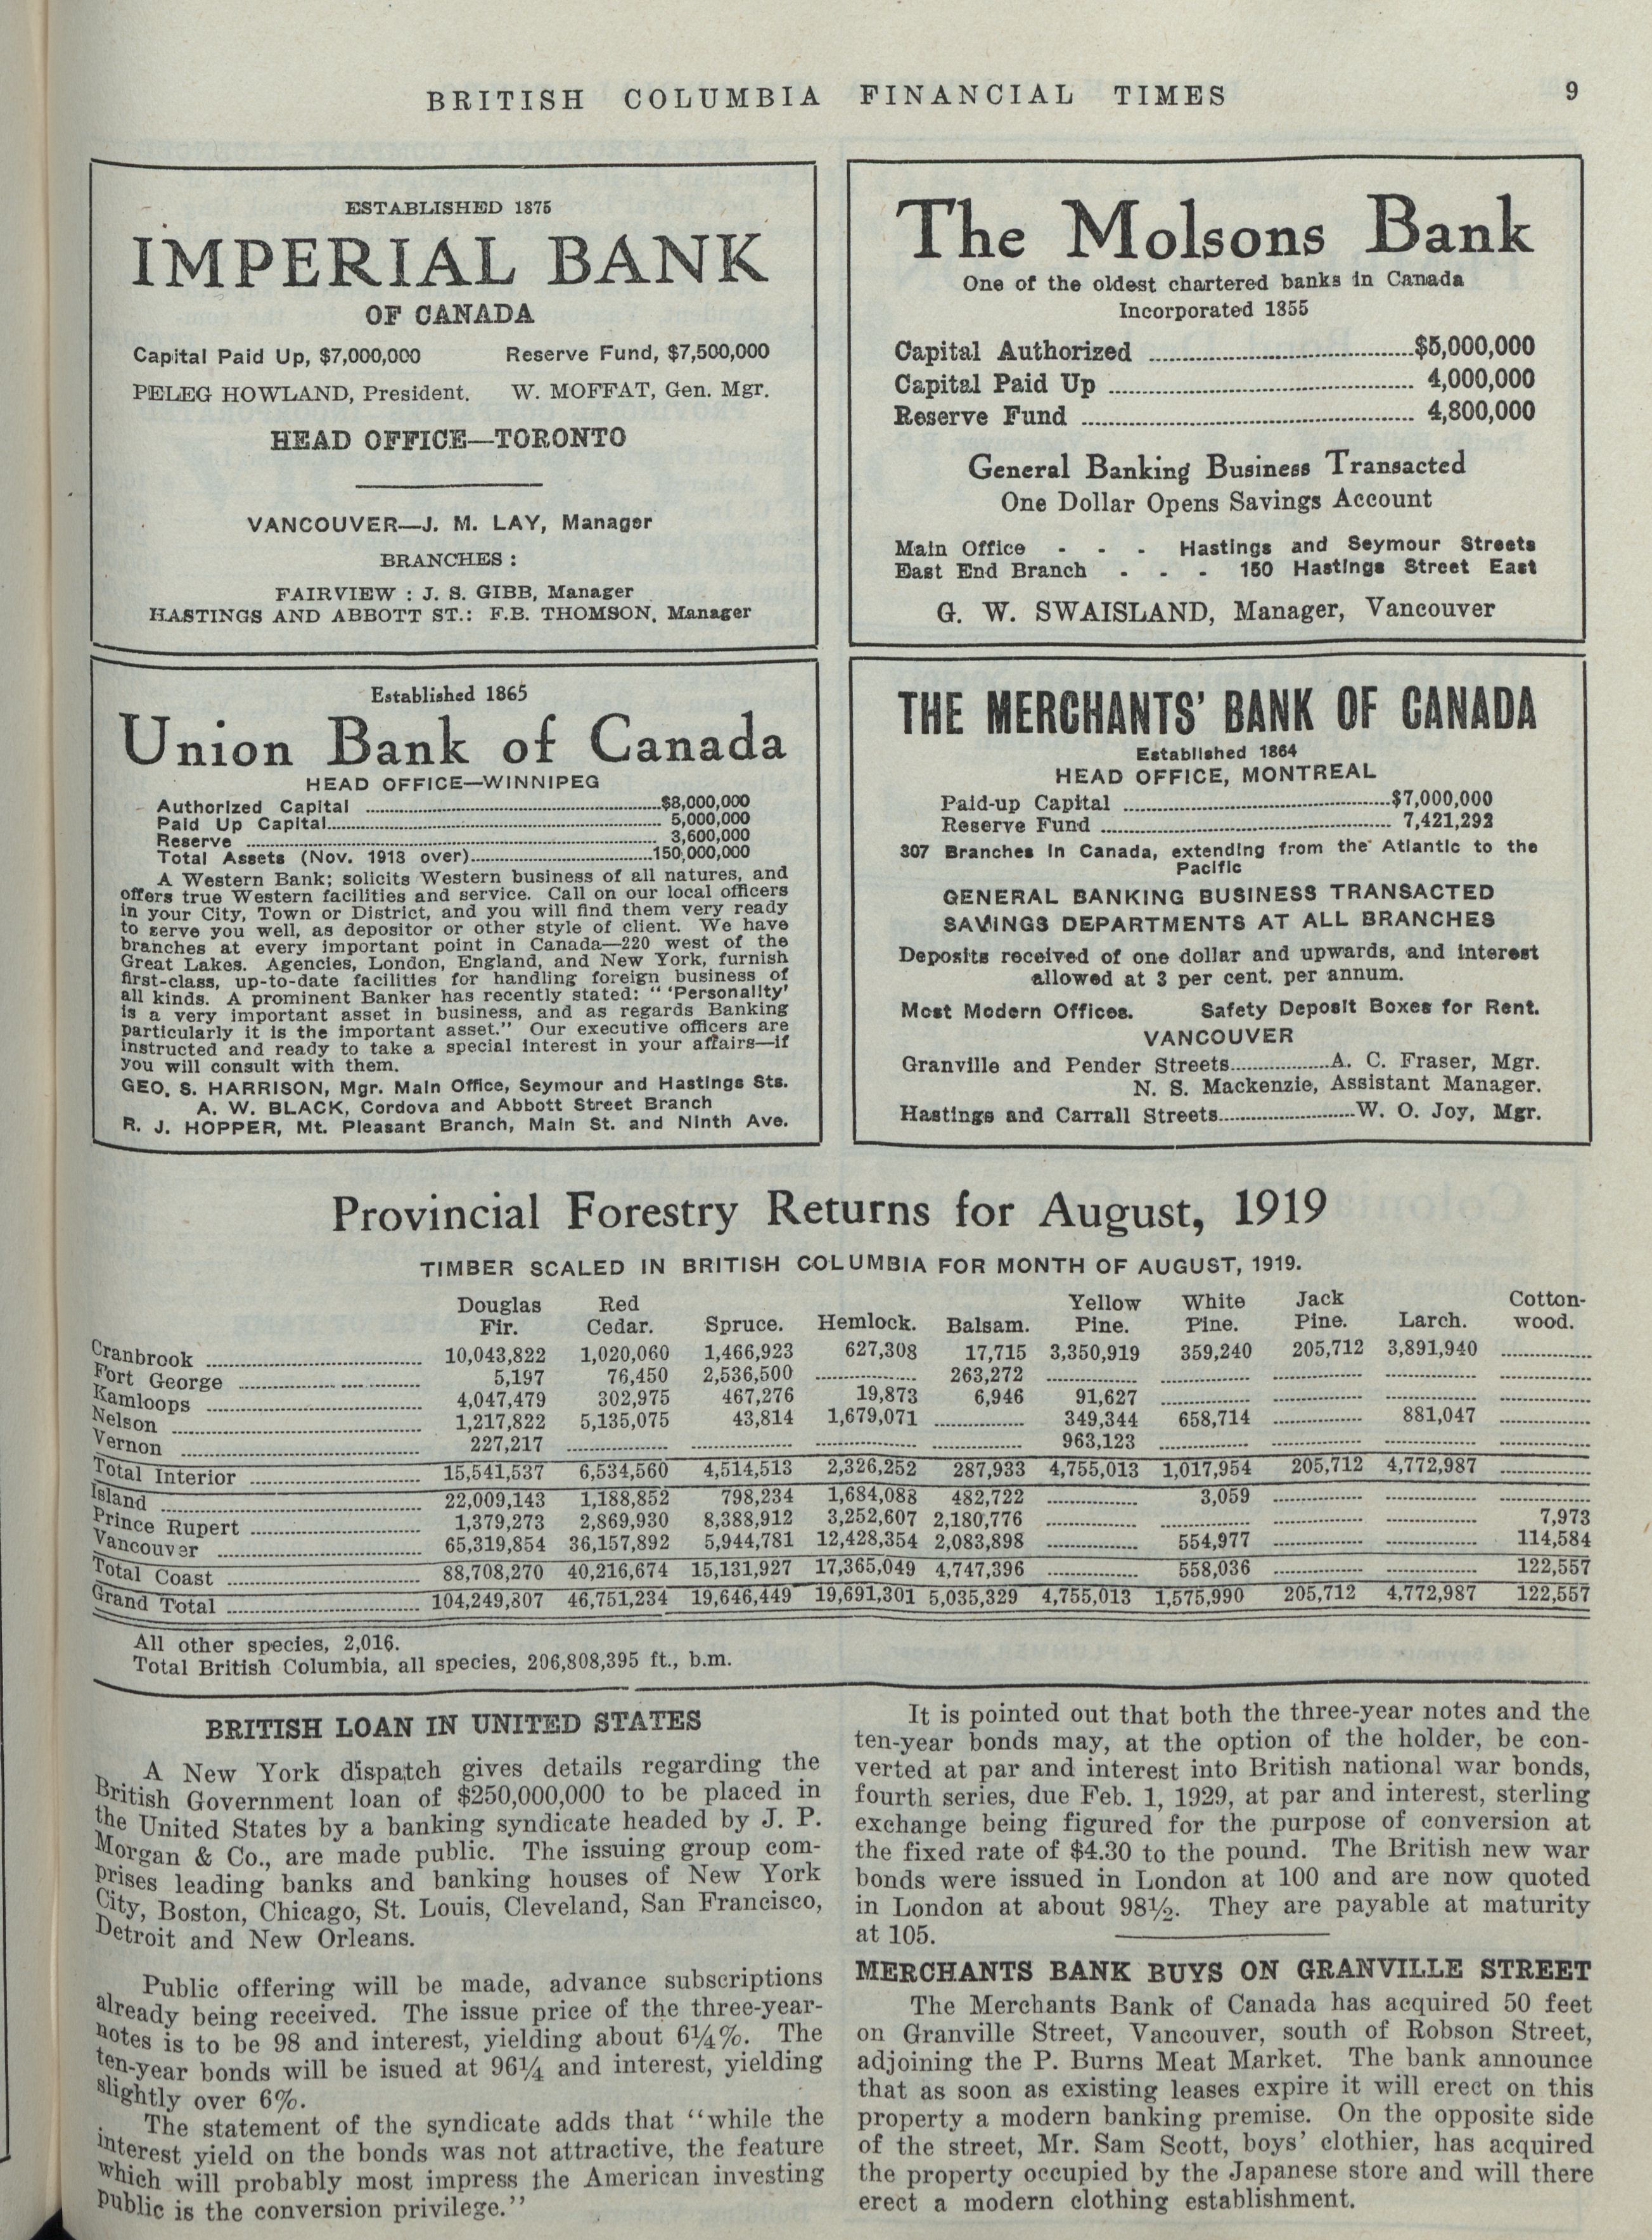 BRITISH COLUMBIA FINANCIAL TIMES 9
ESTABLISHED 1875
IMPERIAL BANK
OF CANADA
Capital Paid Up, $7,000,000 Reserve Fund, $7,500,000
PELEG HOWLAND, President. W. MOFFAT, Gen. Mgr.
HEAD OFFICE—TORONTO
VANCOUVER—J. M. LAY, Manager
BRANCHES :
FAIRVIEW : J. S. GIBB, Manager
HASTINGS AND ABBOTT ST.: F.B. THOMSON, Manager
The Molsons Bank
One of the oldest chartered banks in Canada
Incorporated 1855
Capital Authorized ........ $5,000,000
Capital Paid Up ........ 4,000,000
Reserve Fund ........ 4,800,000
General Banking Business Transacted
One Dollar Opens Savings Account
Main Office - - - Hastings and Seymour Streets
East End Branch - - - 150 Hastings Street East
G. W. SWAISLAND, Manager, Vancouver
Established 1865
Union Bank of Canada
HEAD OFFICE—WINNIPEG
Authorized Capital ........ $8,000,000
Paid Up Capital ........ 5,000,000
Reserve ........ 3,600,000
Total Assets (Nov. 1918 over) ........ 150,000,000
A Western Bank; solicits Western business of all natures, and
offers true Western facilities and service. Call on our local officers
in your City, Town or District, and you will find them very ready
to serve you well, as depositor or other style of client. We have
branches at every important point in Canada—220 west of the
Great Lakes. Agencies, London, England, and New York, furnish
first-class, up-to-date facilities for handling foreign business of
all kinds. A prominent Banker has recently stated: "'Personality'
is a very important asset in business, and as regards Banking
particularly it is the important asset." Our executive officers are
instructed and ready to take a special interest in your affairs—if
you will consult with them.
GEO. S. HARRISON, Mgr. Main Office, Seymour and Hastings Sts.
A. W. BLACK, Cordova and Abbott Street Branch
R. J. HOPPER, Mt. Pleasant Branch, Main St. and Ninth Ave.
THE MERCHANTS' BANK OF CANADA
Established 1864
HEAD OFFICE, MONTREAL
Paid-up Capital ........ $7,000,000
Reserve Fund ........ 7,421,292
307 Branches in Canada, extending from the Atlantic to the
Pacific
GENERAL BANKING BUSINESS TRANSACTED
SAVINGS DEPARTMENTS AT ALL BRANCHES
Deposits received of one dollar and upwards, and interest
allowed at 3 per cent. per annum.
Most Modern Offices. Safety Deposit Boxes for Rent.
VANCOUVER
Granville and Pender Streets ........ A. C. Fraser, Mgr.
N. S. Mackenzie, Assistant Manager.
Hastings and Carrall Streets ........ W. O. Joy, Mgr.
Provincial Forestry Returns for August, 1919
TIMBER SCALED IN BRITISH COLUMBIA FOR MONTH OF AUGUST, 1919.
Douglas Red Yellow White Jack Cotton-
Fir. Cedar. Spruce. Hemlock. Balsam. Pine. Pine. Pine. Larch. wood.
Cranbrook ........ 10,043,822 1,020,060 1,466,923 627,308 17,715 3,350,919 359,240 205,712 3,891,940 ........
Fort George ........ 5,197 76,450 2,536,500 ........ 263,272 ........ ........ ........ ........ ........
Kamloops ........ 4,047,479 302,975 467,276 19,873 6,946 91,627 ........ ........ ........ ........
Nelson ........ 1,217,822 5,135,075 43,814 1,679,071 ........ 349,344 658,714 ........ 881,047 ........
Vernon ........ 227,217 ........ ........ ........ ........ 963,123 ........ ........ ........ ........
Total Interior ........ 15,541,537 6,534,560 4,514,513 2,326,252 287,933 4,755,013 1,017,954 205,712 4,772,987 ........
Island ........ 22,009,143 1,188,852 798,234 1,684,088 482,722 ........ 3,059 ........ ........ ........
Prince Rupert ........ 1,379,273 2,869,930 8,388,912 3,252,607 2,180,776 ........ ........ ........ ........ 7,973
Vancouver ........ 65,319,854 36,157,892 5,944,781 12,428,354 2,083,898 ........ 554,977 ........ ........ 114,584
Total Coast ........ 88,708,270 40,216,674 15,131,927 17,365,049 4,747,396 ........ 558,036 ........ ........ 122,557
Grand Total ........ 104,249,807 46,751,234 19,646,449 19,691,301 5,035,329 4,755,013 1,575,990 205,712 4,772,987 122,557
All other species, 2,016.
Total British Columbia, all species, 206,808,395 ft., b.m.
BRITISH LOAN IN UNITED STATES
A New York dispatch gives details regarding the
British Government loan of $250,000,000 to be placed in
the United States by a banking syndicate headed by J. P.
Morgan & Co., are made public. The issuing group com-
prises leading banks and banking houses of New York
City, Boston, Chicago, St. Louis, Cleveland, San Francisco,
Detroit and New Orleans.
Public offering will be made, advance subscriptions
already being received. The issue price of the three-year-
notes is to be 98 and interest, yielding about 6¼%. The
ten-year bonds will be isued at 96¼ and interest, yielding
slightly over 6%.
The statement of the syndicate adds that "while the
interest yield on the bonds was not attractive, the feature
which will probably most impress the American investing
public is the conversion privilege."
It is pointed out that both the three-year notes and the
ten-year bonds may, at the option of the holder, be con-
verted at par and interest into British national war bonds,
fourth series, due Feb. 1, 1929, at par and interest, sterling
exchange being figured for the purpose of conversion at
the fixed rate of $4.30 to the pound. The British new war
bonds were issued in London at 100 and are now quoted
in London at about 98½. They are payable at maturity
at 105.
MERCHANTS BANK BUYS ON GRANVILLE STREET
The Merchants Bank of Canada has acquired 50 feet
on Granville Street, Vancouver, south of Robson Street,
adjoining the P. Burns Meat Market. The bank announce
that as soon as existing leases expire it will erect on this
property a modern banking premise. On the opposite side
of the street, Mr. Sam Scott, boys' clothier, has acquired
the property occupied by the Japanese store and will there
erect a modern clothing establishment.